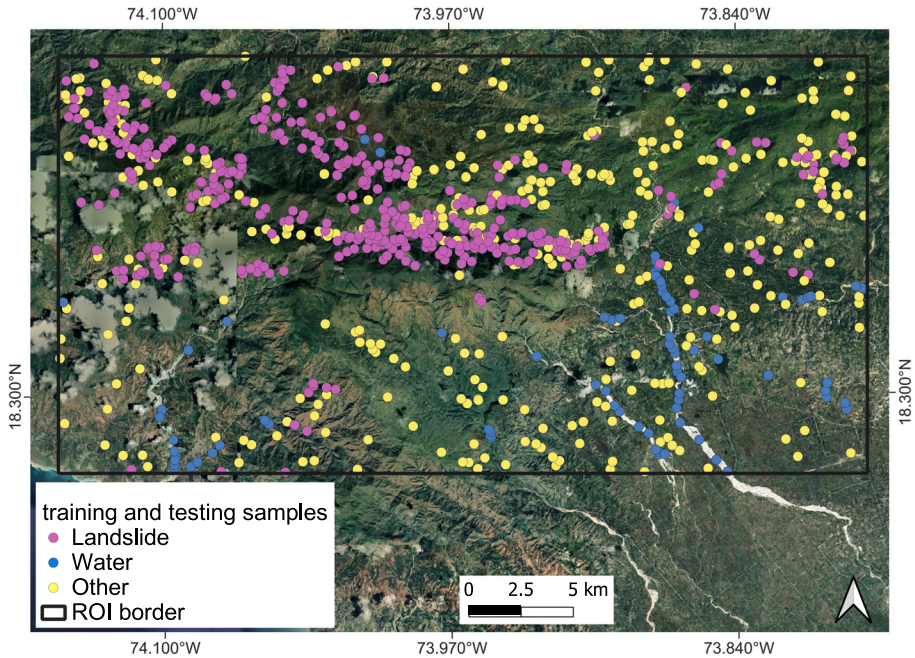 74.100°W 73.970°W 73.840°W
18.300°N
18.300°N
training and testing samples
Landslide
Water
Other
ROI border
0 2.5 5 km
74.100°W 73.970°W 73.840°W